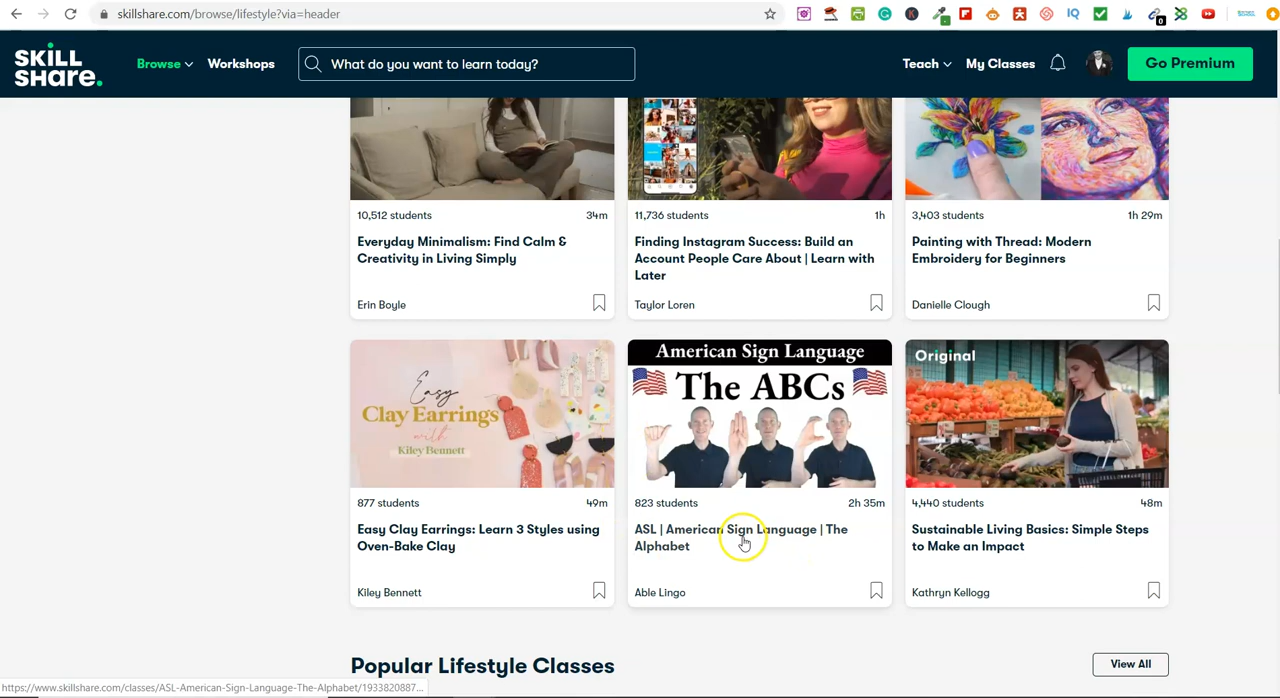 skillshare.com/browse/lifestyle?via=header
SKILL
SHARE.
Browse
Workshops
What do you want to learn today?
Teach
My Classes
Go Premium
10,512 students
34m
Everyday Minimalism: Find Calm &
Creativity in Living Simply
Erin Boyle
11,736 students
1h
Finding Instagram Success: Build an
Account People Care About | Learn with
Later
Taylor Loren
3,403 students
1h 29m
Painting with Thread: Modern
Embroidery for Beginners
Danielle Clough
Easy
Clay Earrings
with
Kiley Bennett
877 students
49m
Easy Clay Earrings: Learn 3 Styles using
Oven-Bake Clay
Kiley Bennett
American Sign Language
The ABCs
823 students
2h 35m
ASL | American Sign Language | The
Alphabet
Able Lingo
Original
4,440 students
48m
Sustainable Living Basics: Simple Steps
to Make an Impact
Kathryn Kellogg
Popular Lifestyle Classes
View All
https://www.skillshare.com/classes/ASL-American-Sign-Language-The-Alphabet/1933820887...